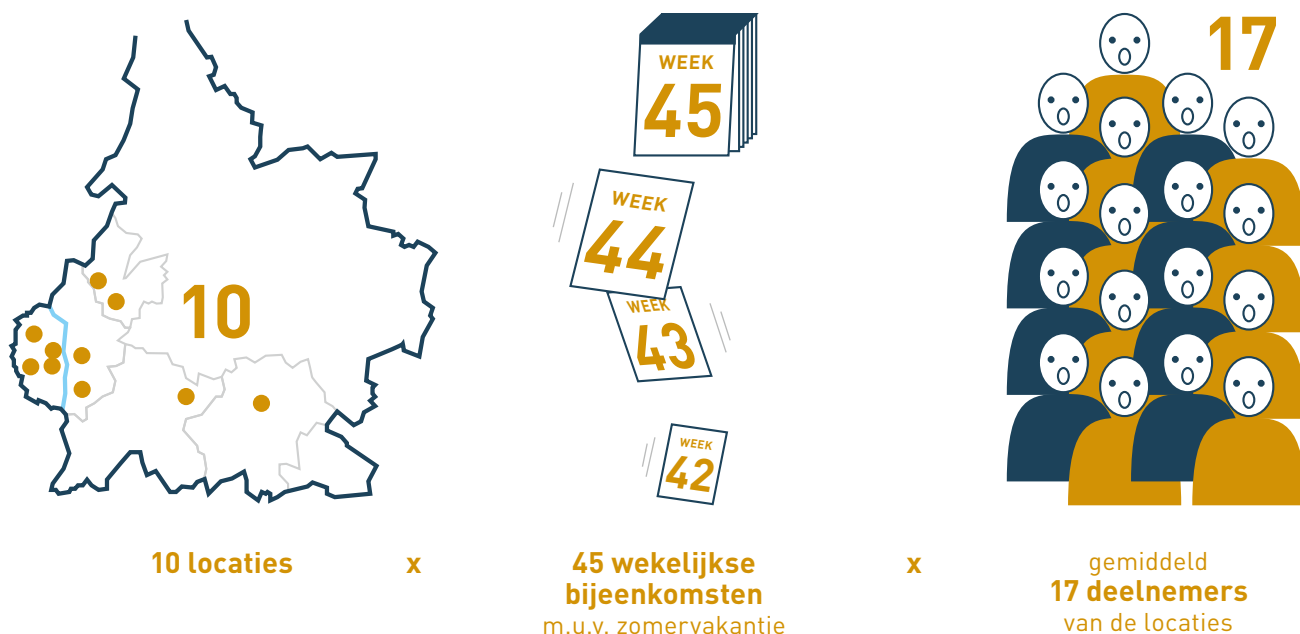 10
WEEK
45
WEEK
44
WEEK
43
WEEK
42
17
10 locaties
x
45 wekelijkse
bijeenkomsten
m.u.v. zomervakantie
x
gemiddeld
17 deelnemers
van de locaties